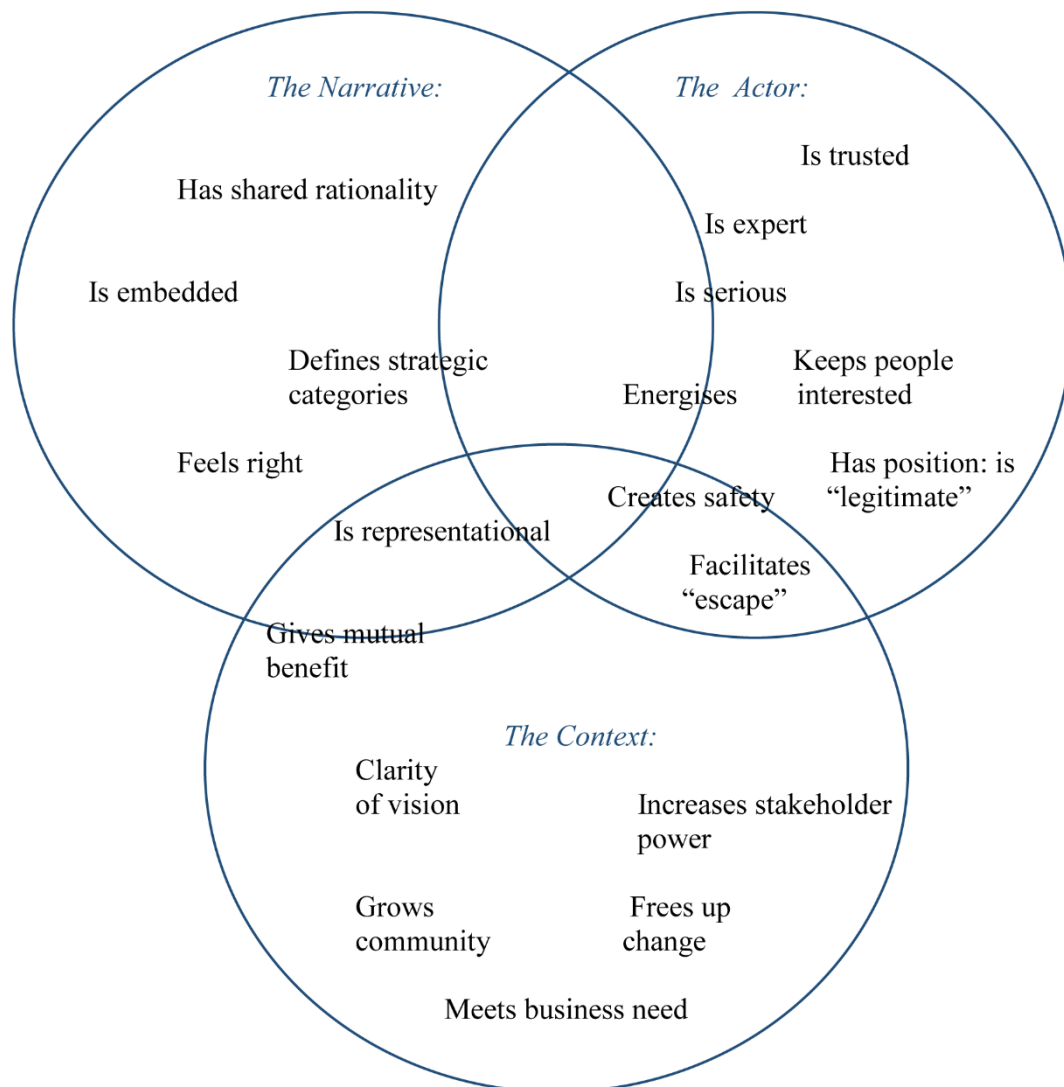 The Narrative:
The Actor:
Is trusted
Has shared rationality
Is expert
Is embedded
Is serious
Defines strategic
categories
Keeps people
interested
Energises
Feels right
Has position: is
“legitimate”
Creates safety
Is representational
Facilitates
“escape”
Gives mutual
benefit
The Context:
Clarity
of vision
Increases stakeholder
power
Grows
community
Frees up
change
Meets business need